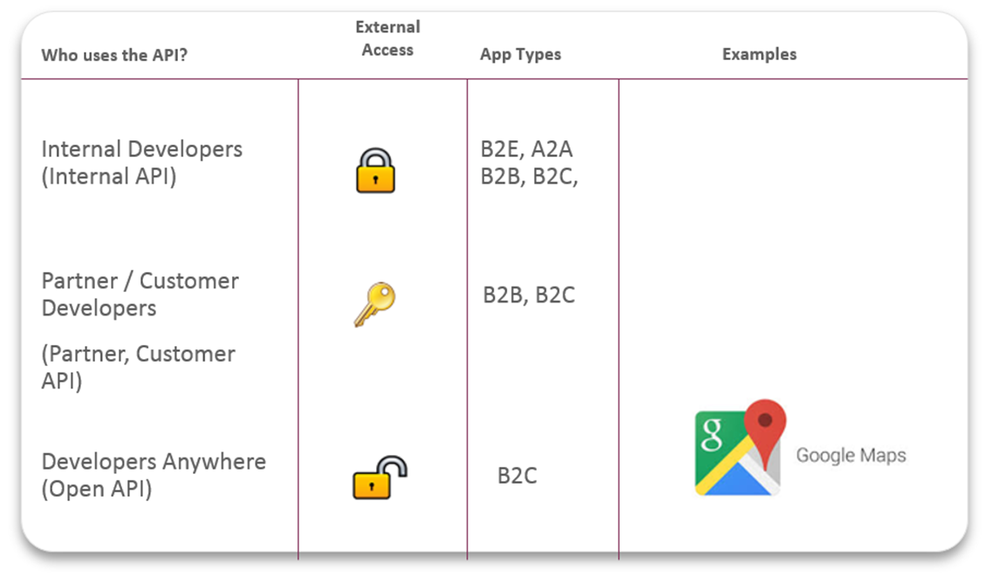 Who uses the API?
External
Access
App Types
Examples
Internal Developers
(Internal API)
B2E, A2A
B2B, B2C,
Partner / Customer
Developers
(Partner, Customer
API)
B2B, B2C
Developers Anywhere
(Open API)
B2C
g
Google Maps